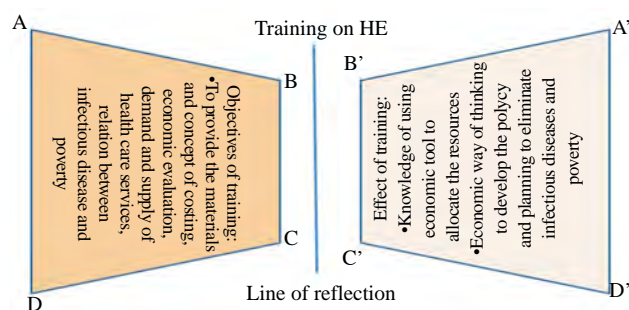 Training on HE
A
B
C
D
Objectives of training:
•To provide the materials
and concept of costing,
economic evaluation,
demand and supply of
health care services,
relation between
infectious disease and
poverty
A'
B'
C'
D'
Effect of training:
•Knowledge of using
economic tool to
allocate the resources
•Economic way of thinking
to develop the polycy
and planning to eliminate
infectious diseases and
poverty
Line of reflection